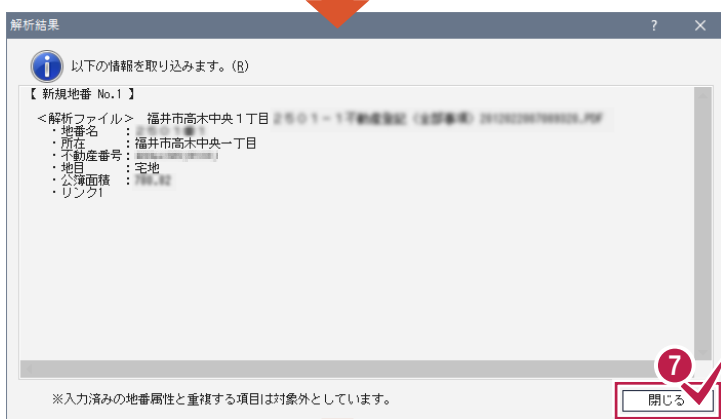 解析結果
? ×
以下の情報を取り込みます。(R)
【 新規地番 No.1 】
<解析ファイル> 福井市高木中央1丁目
・地番名 :
・所在 :福井市高木中央一丁目
・不動産番号:
・地目 :宅地
・公簿面積 :
・リンク1
7
※入力済みの地番属性と重複する項目は対象外としています。
閉じる